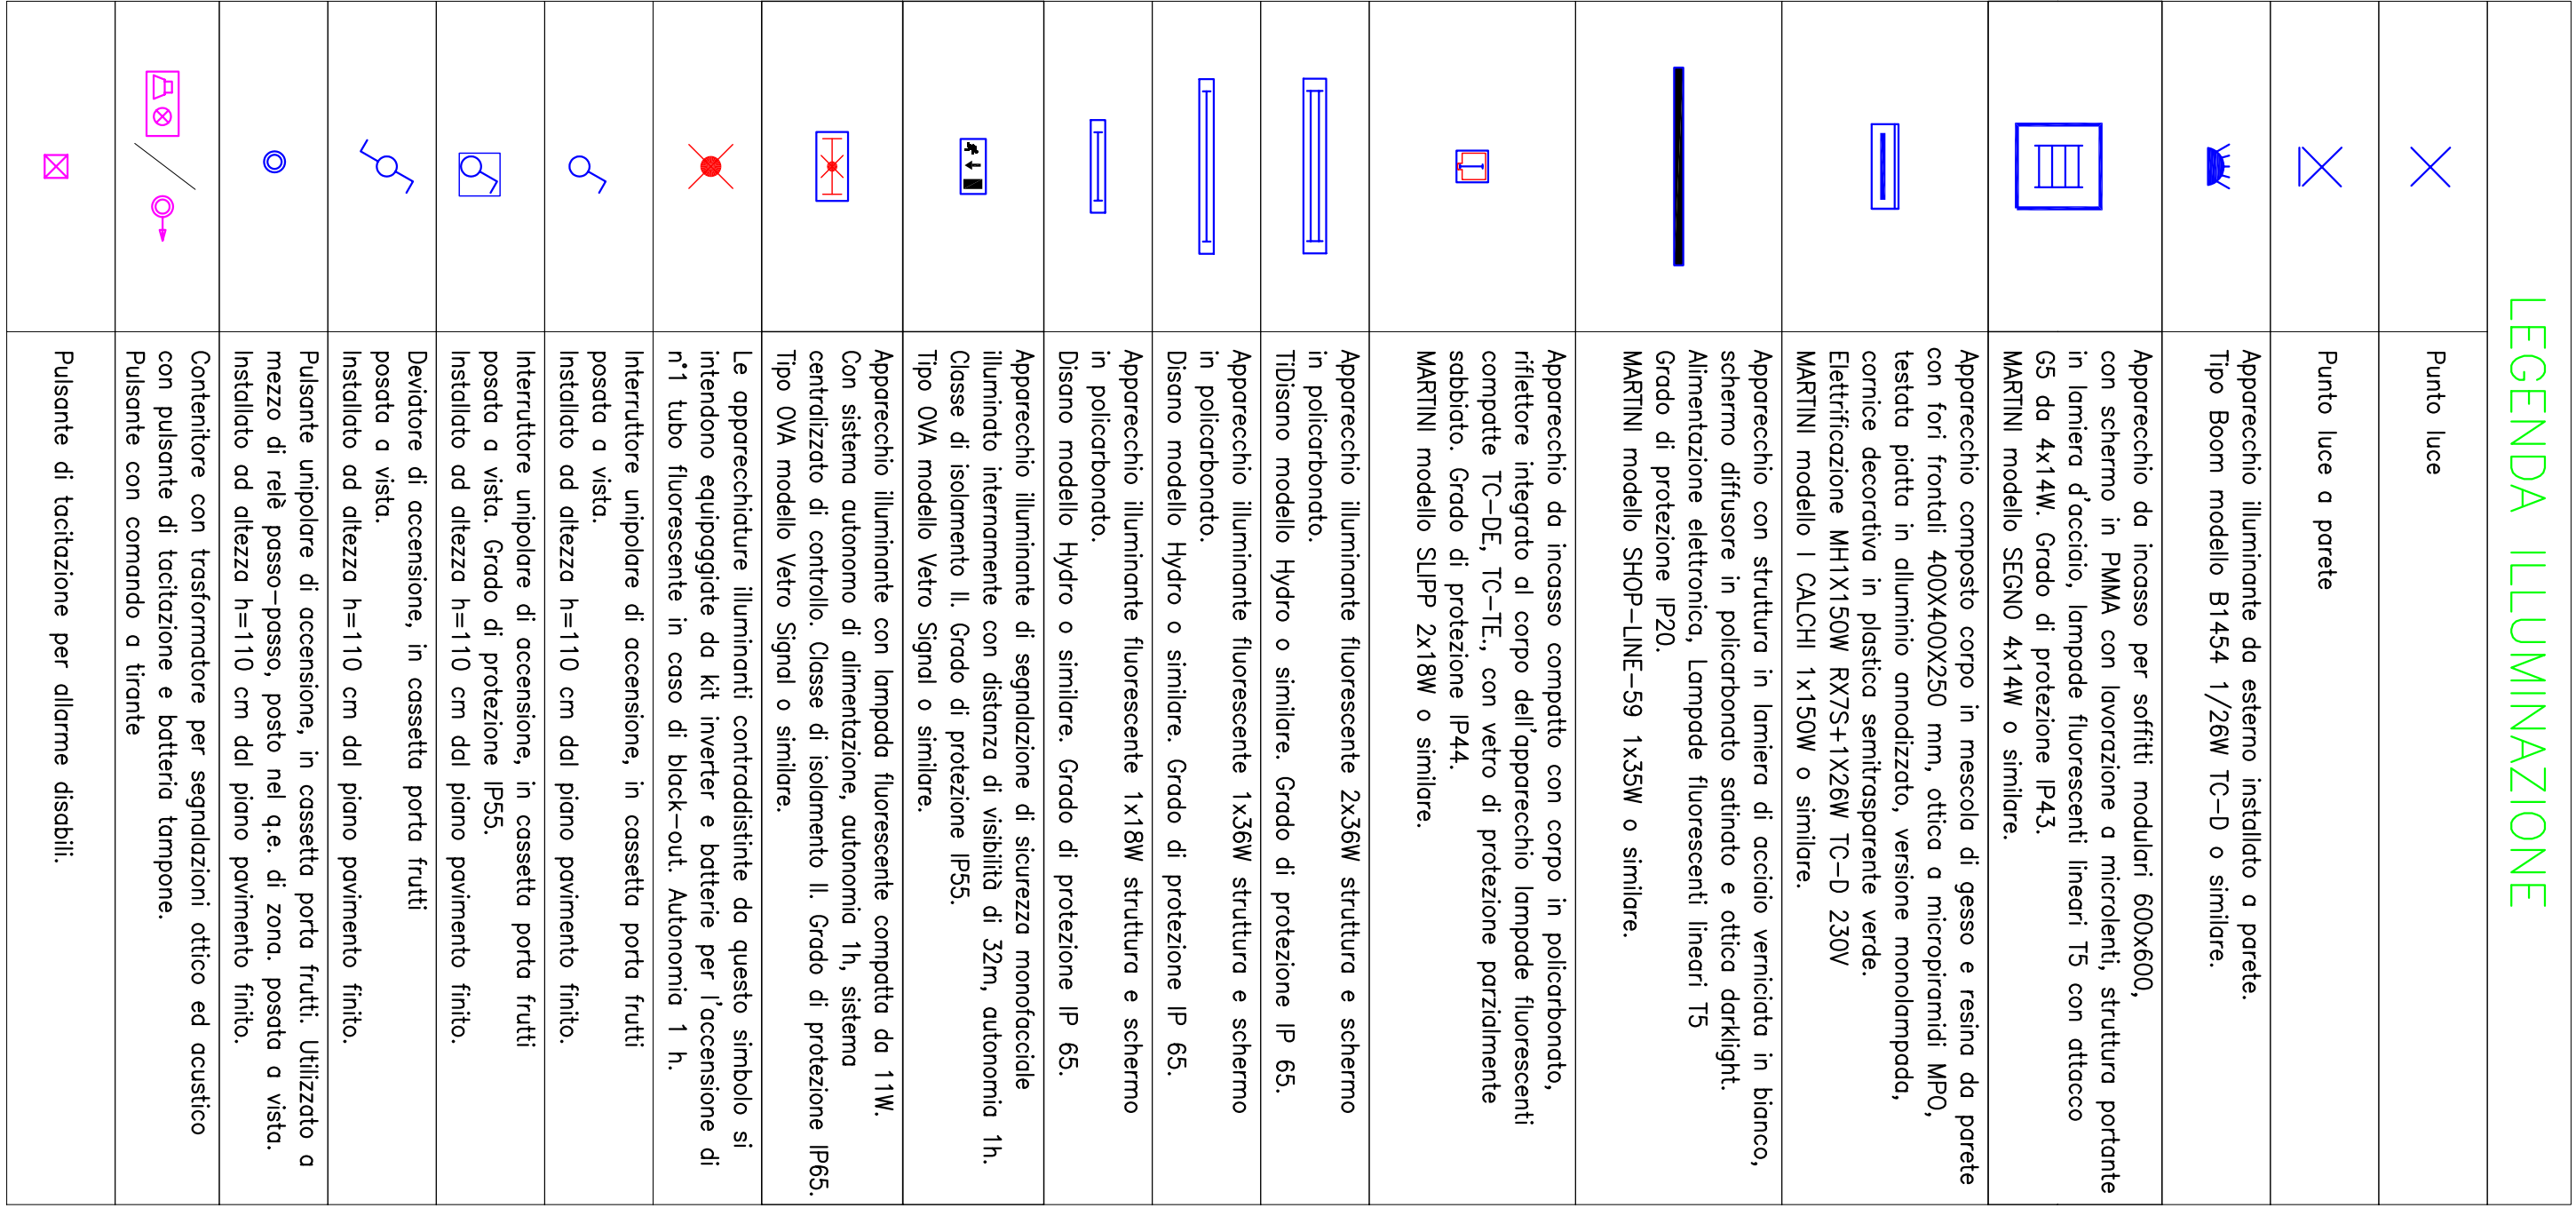 LEGENDA ILLUMINAZIONE
Punto luce
Punto luce a parete
Apparecchio illuminante da esterno installato a parete.
Tipo Boom modello B1454 1/26W TC-D o similare.
Apparecchio da incasso per soffitti modulari 600x600,
con schermo in PMMA con lavorazione a microlenti, struttura portante
in lamiera d'acciaio, lampade fluorescenti lineari T5 con attacco
G5 da 4x14W. Grado di protezione IP43.
MARTINI modello SEGNO 4x14W o similare.
Apparecchio composto corpo in mescola di gesso e resina da parete
con fori frontali 400X400X250 mm, ottica a micropiramidi MPO,
testata piatta in alluminio annodizzato, versione monolampada,
cornice decorativa in plastica semitrasparente verde.
Elettrificazione MH1X150W RX7S+1X26W TC-D 230V
MARTINI modello I CALCHI 1x150W o similare.
Apparecchio con struttura in lamiera di acciaio verniciata in bianco,
schermo diffusore in policarbonato satinato e ottica darklight.
Alimentazione elettronica, Lampade fluorescenti lineari T5
Grado di protezione IP20.
MARTINI modello SHOP-LINE-59 1x35W o similare.
Apparecchio da incasso compatto con corpo in policarbonato,
riflettore integrato al corpo dell'apparecchio lampade fluorescenti
compatte TC-DE, TC-TE., con vetro di protezione parzialmente
sabbiato. Grado di protezione IP44.
MARTINI modello SLIPP 2x18W o similare.
Apparecchio illuminante fluorescente 2x36W struttura e schermo
in policarbonato.
TiDisano modello Hydro o similare. Grado di protezione IP 65.
Apparecchio illuminante fluorescente 1x36W struttura e schermo
in policarbonato.
Disano modello Hydro o similare. Grado di protezione IP 65.
Apparecchio illuminante fluorescente 1x18W struttura e schermo
in policarbonato.
Disano modello Hydro o similare. Grado di protezione IP 65.
Apparecchio illuminante di segnalazione di sicurezza monofacciale
illuminato internamente con distanza di visibilità di 32m, autonomia 1h.
Classe di isolamento II. Grado di protezione IP55.
Tipo OVA modello Vetro Signal o similare.
Apparecchio illuminante con lampada fluorescente compatta da 11W.
Con sistema autonomo di alimentazione, autonomia 1h, sistema
centralizzato di controllo. Classe di isolamento II. Grado di protezione IP65.
Tipo OVA modello Vetro Signal o similare.
Le apparecchiature illuminanti contraddistinte da questo simbolo si
intendono equipaggiate da kit inverter e batterie per l'accensione di
n°1 tubo fluorescente in caso di black-out. Autonomia 1 h.
Interruttore unipolare di accensione, in cassetta porta frutti
posata a vista.
Installato ad altezza h=110 cm dal piano pavimento finito.
Interruttore unipolare di accensione, in cassetta porta frutti
posata a vista. Grado di protezione IP55.
Installato ad altezza h=110 cm dal piano pavimento finito.
Deviatore di accensione, in cassetta porta frutti
posata a vista.
Installato ad altezza h=110 cm dal piano pavimento finito.
Pulsante unipolare di accensione, in cassetta porta frutti. Utilizzato a
mezzo di relè passo-passo, posto nel q.e. di zona. posata a vista.
Installato ad altezza h=110 cm dal piano pavimento finito.
Contenitore con trasformatore per segnalazioni ottico ed acustico
con pulsante di tacitazione e batteria tampone.
Pulsante con comando a tirante
Pulsante di tacitazione per allarme disabili.